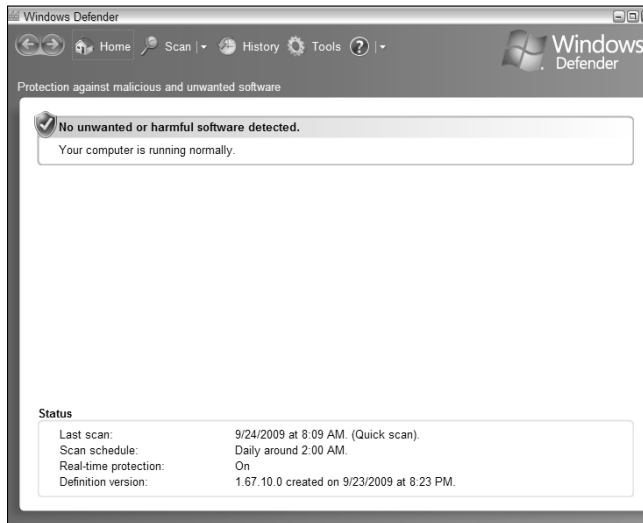 Windows Defender
Home Scan History Tools ?
Windows Defender
Protection against malicious and unwanted software
No unwanted or harmful software detected.
Your computer is running normally.
Status
Last scan: 9/24/2009 at 8:09 AM. (Quick scan).
Scan schedule: Daily around 2:00 AM.
Real-time protection: On
Definition version: 1.67.10.0 created on 9/23/2009 at 8:23 PM.